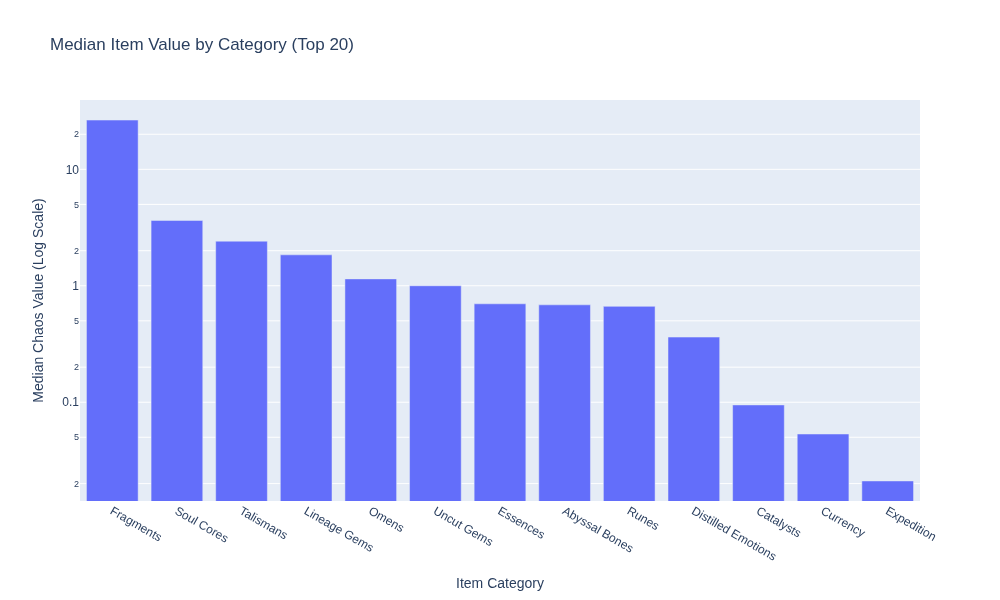 Median Item Value by Category (Top 20)
Median Chaos Value (Log Scale)
2
10
5
2
1
5
2
0.1
5
2
Fragments
Soul Cores
Talismans
Lineage Gems
Omens
Uncut Gems
Essences
Abyssal Bones
Runes
Distilled Emotions
Catalysts
Currency
Expedition
Item Category